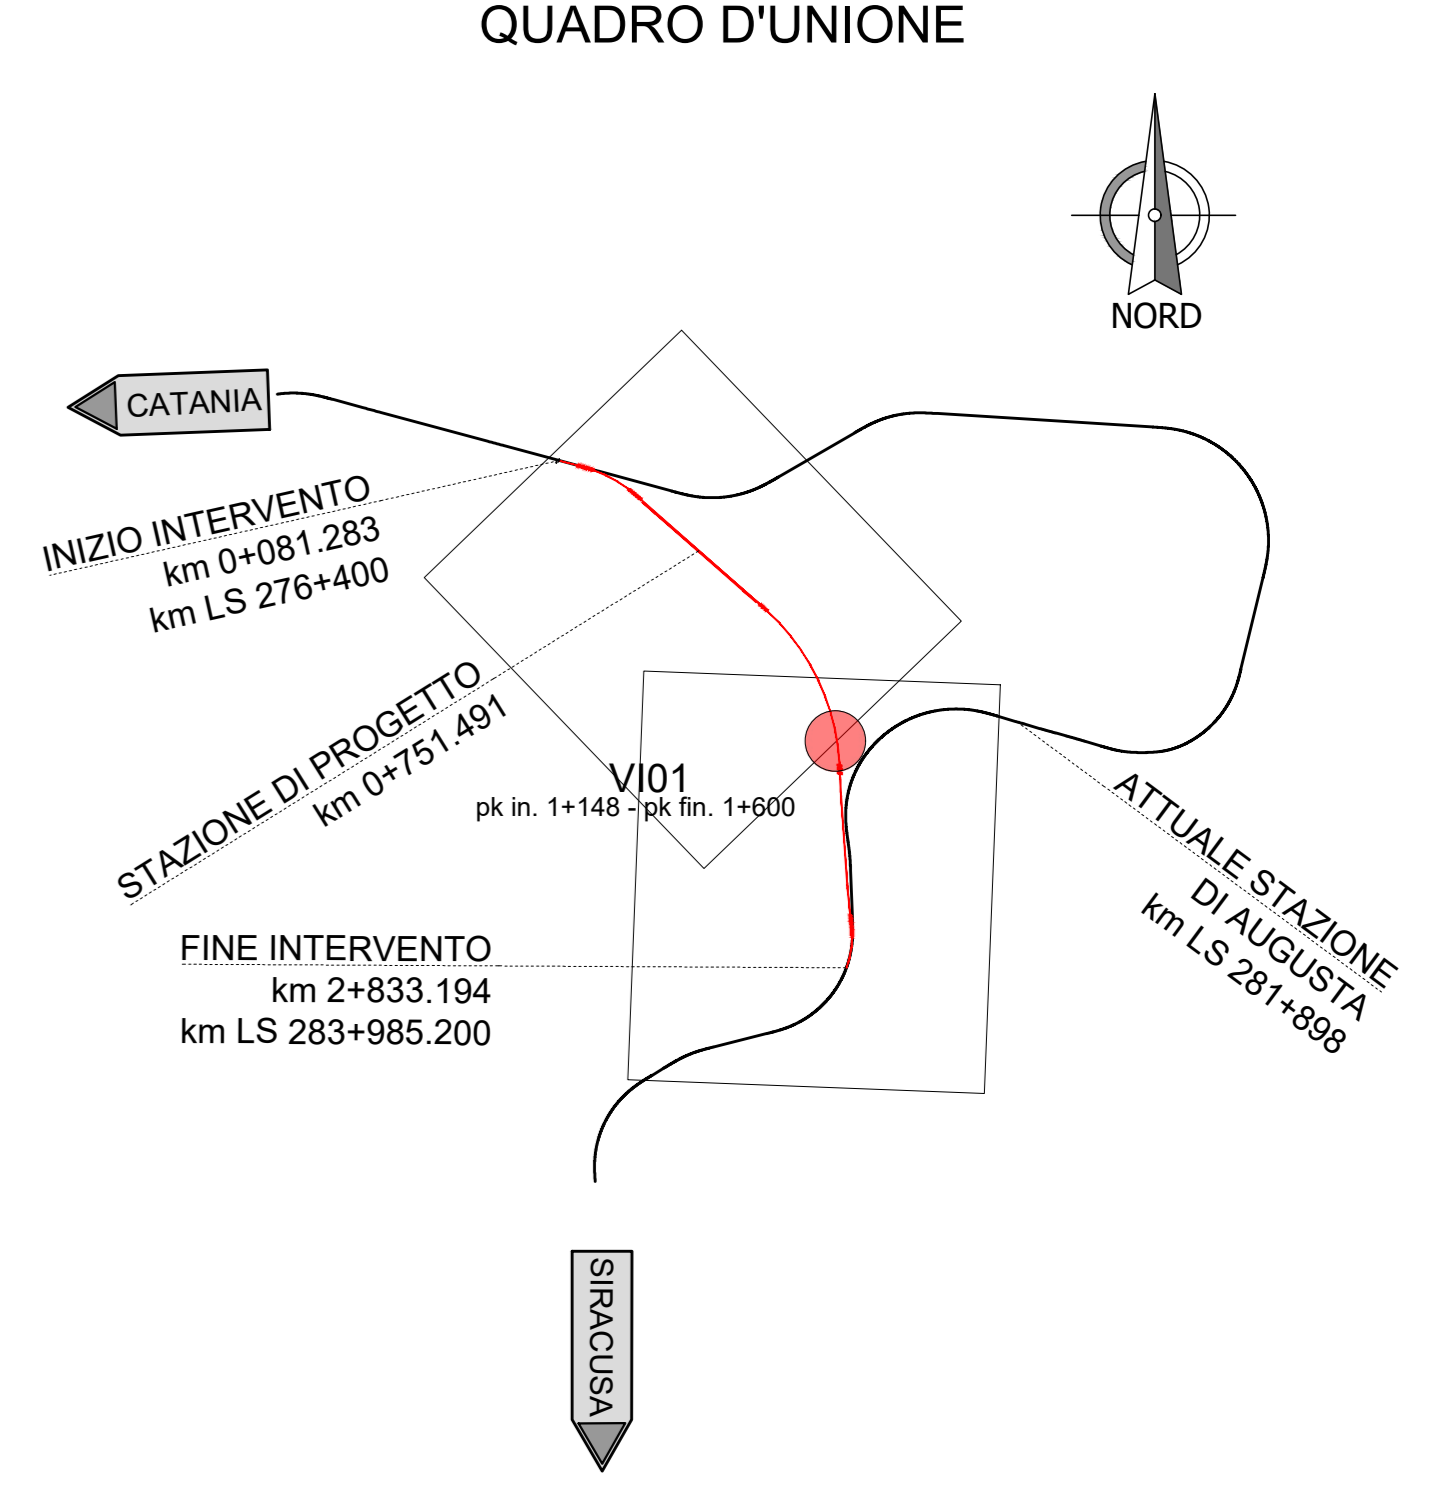 QUADRO D'UNIONE
NORD
CATANIA
INIZIO INTERVENTO
km 0+081.283
km LS 276+400
STAZIONE DI PROGETTO
km 0+751.491
VI01
pk in. 1+148 - pk fin. 1+600
ATTUALE STAZIONE
DI AUGUSTA
km LS 281+898
FINE INTERVENTO
km 2+833.194
km LS 283+985.200
SIRACUSA